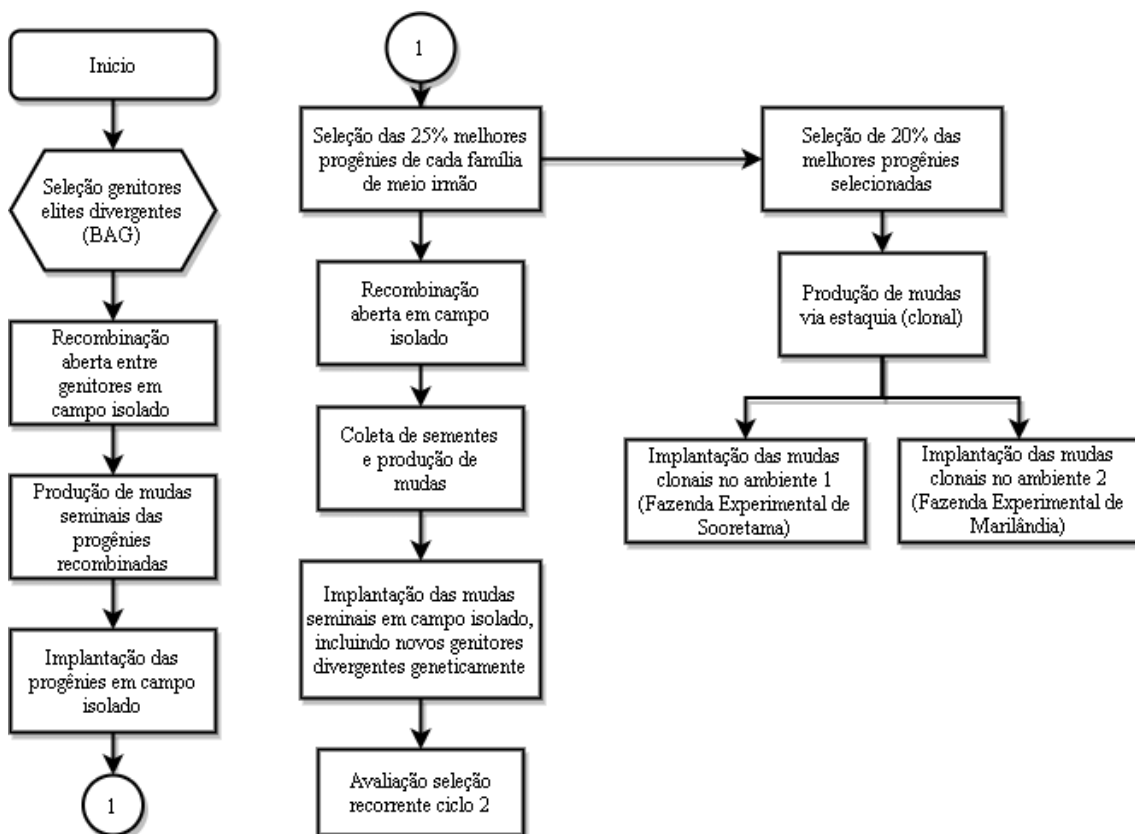 Inicio
Seleção genitores
elites divergentes
(BAG)
Recombinação
aberta entre
genitores em
campo isolado
Produção de mudas
seminais das
progênies
recombinadas
Implantação das
progênies em campo
isolado
1
1
Seleção das 25% melhores
progênies de cada família
de meio irmão
Recombinação
aberta em campo
isolado
Coleta de sementes
e produção de
mudas
Implantação das mudas
seminais em campo isolado,
incluindo novos genitores
divergentes geneticamente
Avaliação seleção
recorrente ciclo 2
Seleção de 20% das
melhores progênies
selecionadas
Produção de mudas
via estaquia (clonal)
Implantação das mudas
clonais no ambiente 1
(Fazenda Experimental de
Sooretama)
Implantação das mudas
clonais no ambiente 2
(Fazenda Experimental de
Marilândia)